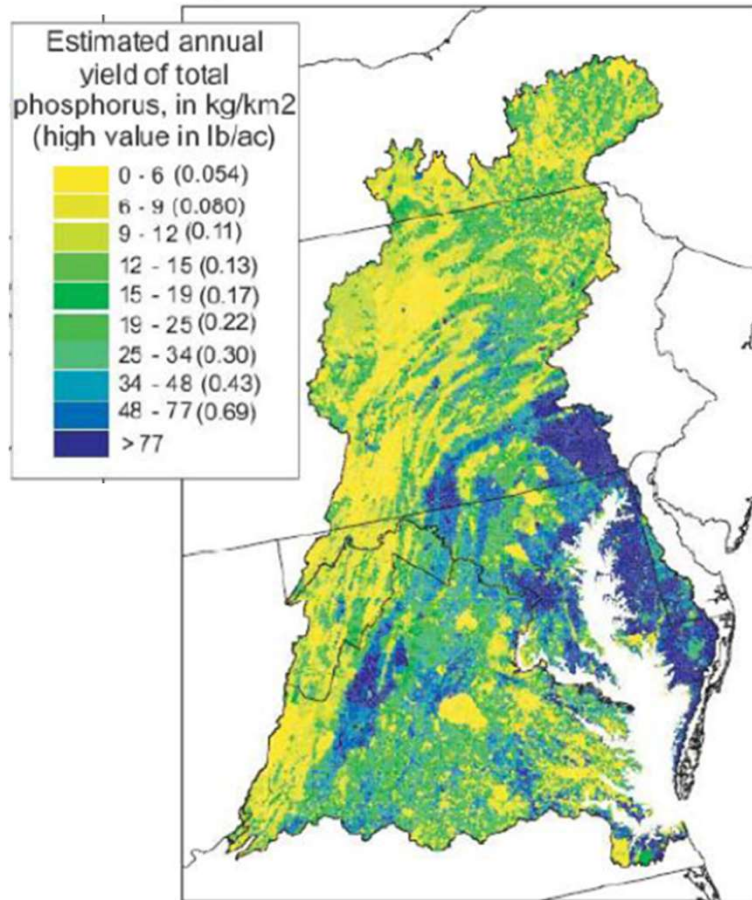 Estimated annual
yield of total
phosphorus, in kg/km2
(high value in lb/ac)
0 - 6 (0.054)
6 - 9 (0.080)
9 - 12 (0.11)
12 - 15 (0.13)
15 - 19 (0.17)
19 - 25 (0.22)
25 - 34 (0.30)
34 - 48 (0.43)
48 - 77 (0.69)
> 77